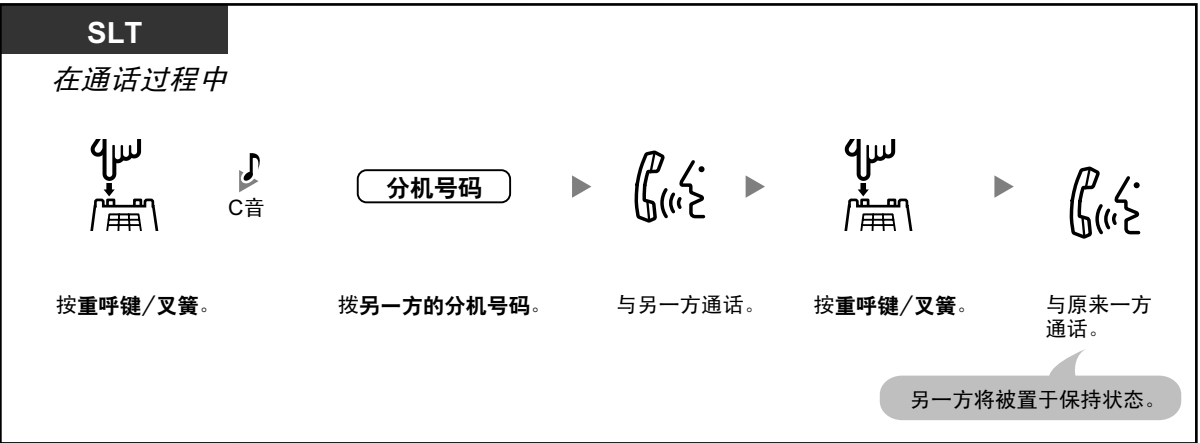 SLT
在通话过程中
C音
分机号码
按重呼键/叉簧。
拨另一方的分机号码。
与另一方通话。
按重呼键/叉簧。
与原来一方
通话。
另一方将被置于保持状态。